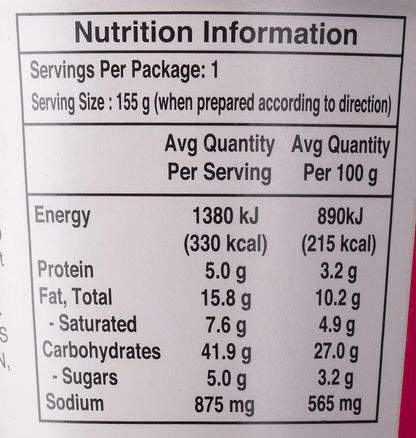 Nutrition Information
Servings Per Package: 1
Serving Size : 155 g (when prepared according to direction)
Avg Quantity Avg Quantity
Per Serving Per 100 g
Energy 1380 kJ 890kJ
(330 kcal) (215 kcal)
Protein 5.0 g 3.2 g
Fat, Total 15.8 g 10.2 g
- Saturated 7.6 g 4.9 g
Carbohydrates 41.9 g 27.0 g
- Sugars 5.0 g 3.2 g
Sodium 875 mg 565 mg